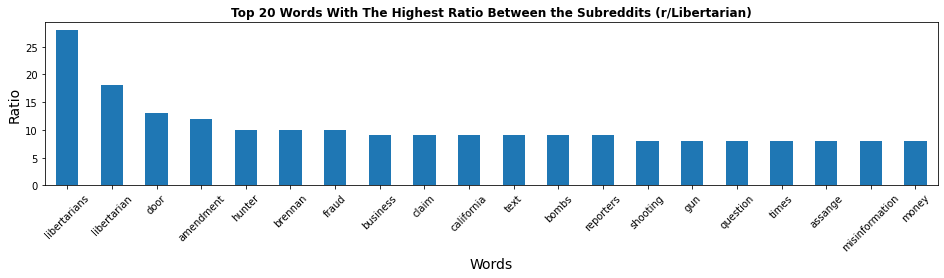 Top 20 Words With The Highest Ratio Between the Subreddits (r/Libertarian)
Ratio
25
20
15
10
5
0
libertarians
libertarian
door
amendment
hunter
brennan
fraud
business
claim
california
text
bombs
reporters
shooting
gun
question
times
assange
misinformation
money
Words